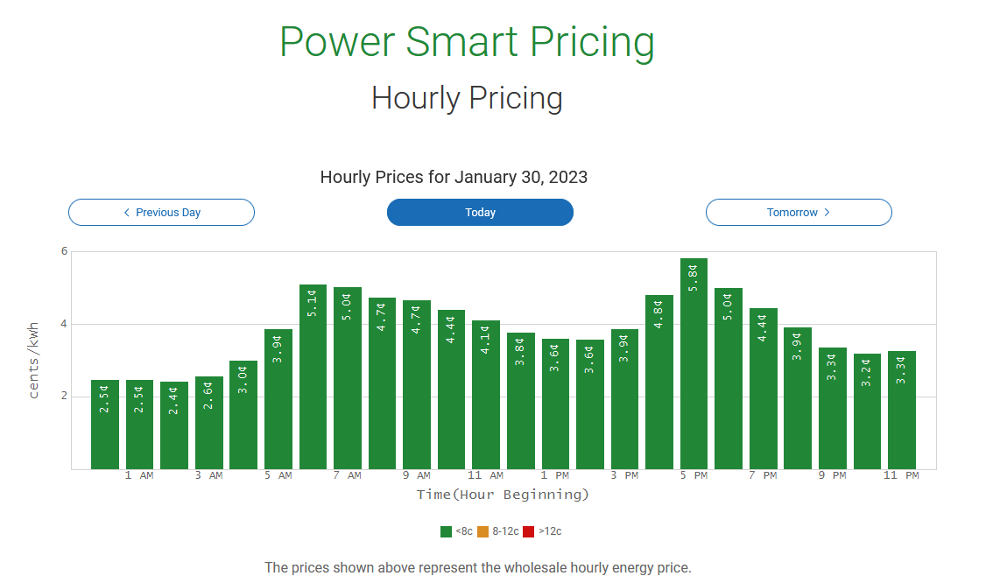 Power Smart Pricing
Hourly Pricing
Hourly Prices for January 30, 2023
Previous Day
Today
Tomorrow
6
4
2
cents/kwh
2.5¢
2.5¢
2.4¢
2.6¢
3.0¢
3.9¢
5.1¢
5.0¢
4.7¢
4.7¢
4.4¢
4.1¢
3.8¢
3.6¢
3.6¢
3.9¢
4.8¢
5.8¢
5.0¢
4.4¢
3.9¢
3.3¢
3.2¢
3.3¢
1 AM 3 AM 5 AM 7 AM 9 AM 11 AM 1 PM 3 PM 5 PM 7 PM 9 PM 11 PM
Time(Hour Beginning)
<8c 8-12c >12c
The prices shown above represent the wholesale hourly energy price.